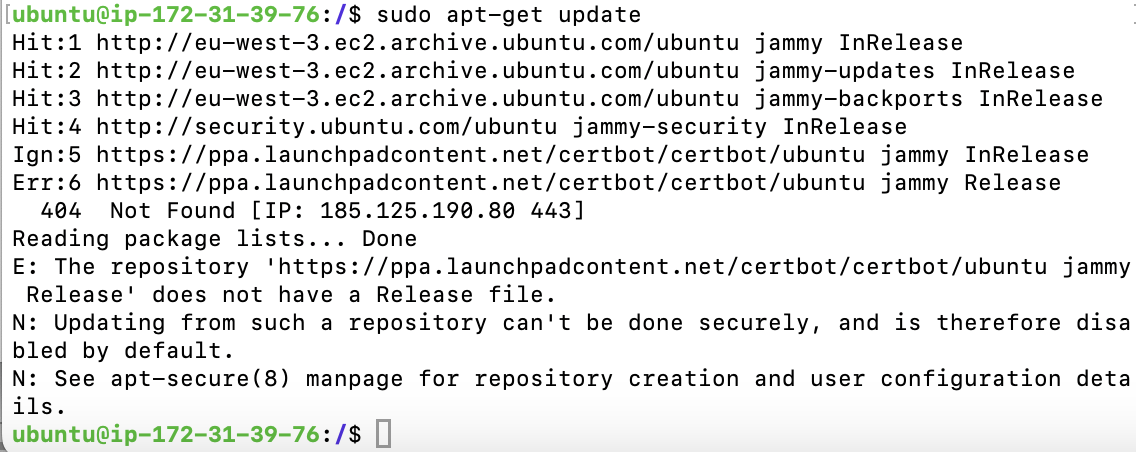 [ubuntu@ip-172-31-39-76:/$ sudo apt-get update
Hit:1 http://eu-west-3.ec2.archive.ubuntu.com/ubuntu jammy InRelease
Hit:2 http://eu-west-3.ec2.archive.ubuntu.com/ubuntu jammy-updates InRelease
Hit:3 http://eu-west-3.ec2.archive.ubuntu.com/ubuntu jammy-backports InRelease
Hit:4 http://security.ubuntu.com/ubuntu jammy-security InRelease
Ign:5 https://ppa.launchpadcontent.net/certbot/certbot/ubuntu jammy InRelease
Err:6 https://ppa.launchpadcontent.net/certbot/certbot/ubuntu jammy Release
  404  Not Found [IP: 185.125.190.80 443]
Reading package lists... Done
E: The repository 'https://ppa.launchpadcontent.net/certbot/certbot/ubuntu jammy
 Release' does not have a Release file.
N: Updating from such a repository can't be done securely, and is therefore disa
bled by default.
N: See apt-secure(8) manpage for repository creation and user configuration deta
ils.
ubuntu@ip-172-31-39-76:/$